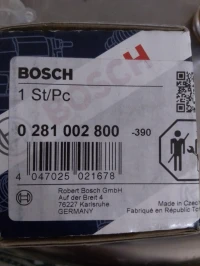 BOSCH
1 St/Pc
0 281 002 800 -390
4 047025 021678
Robert Bosch GmbH
Auf der Breit 4
76227 Karlsruhe
GERMANY
Made in Czech
Fabriqué en République